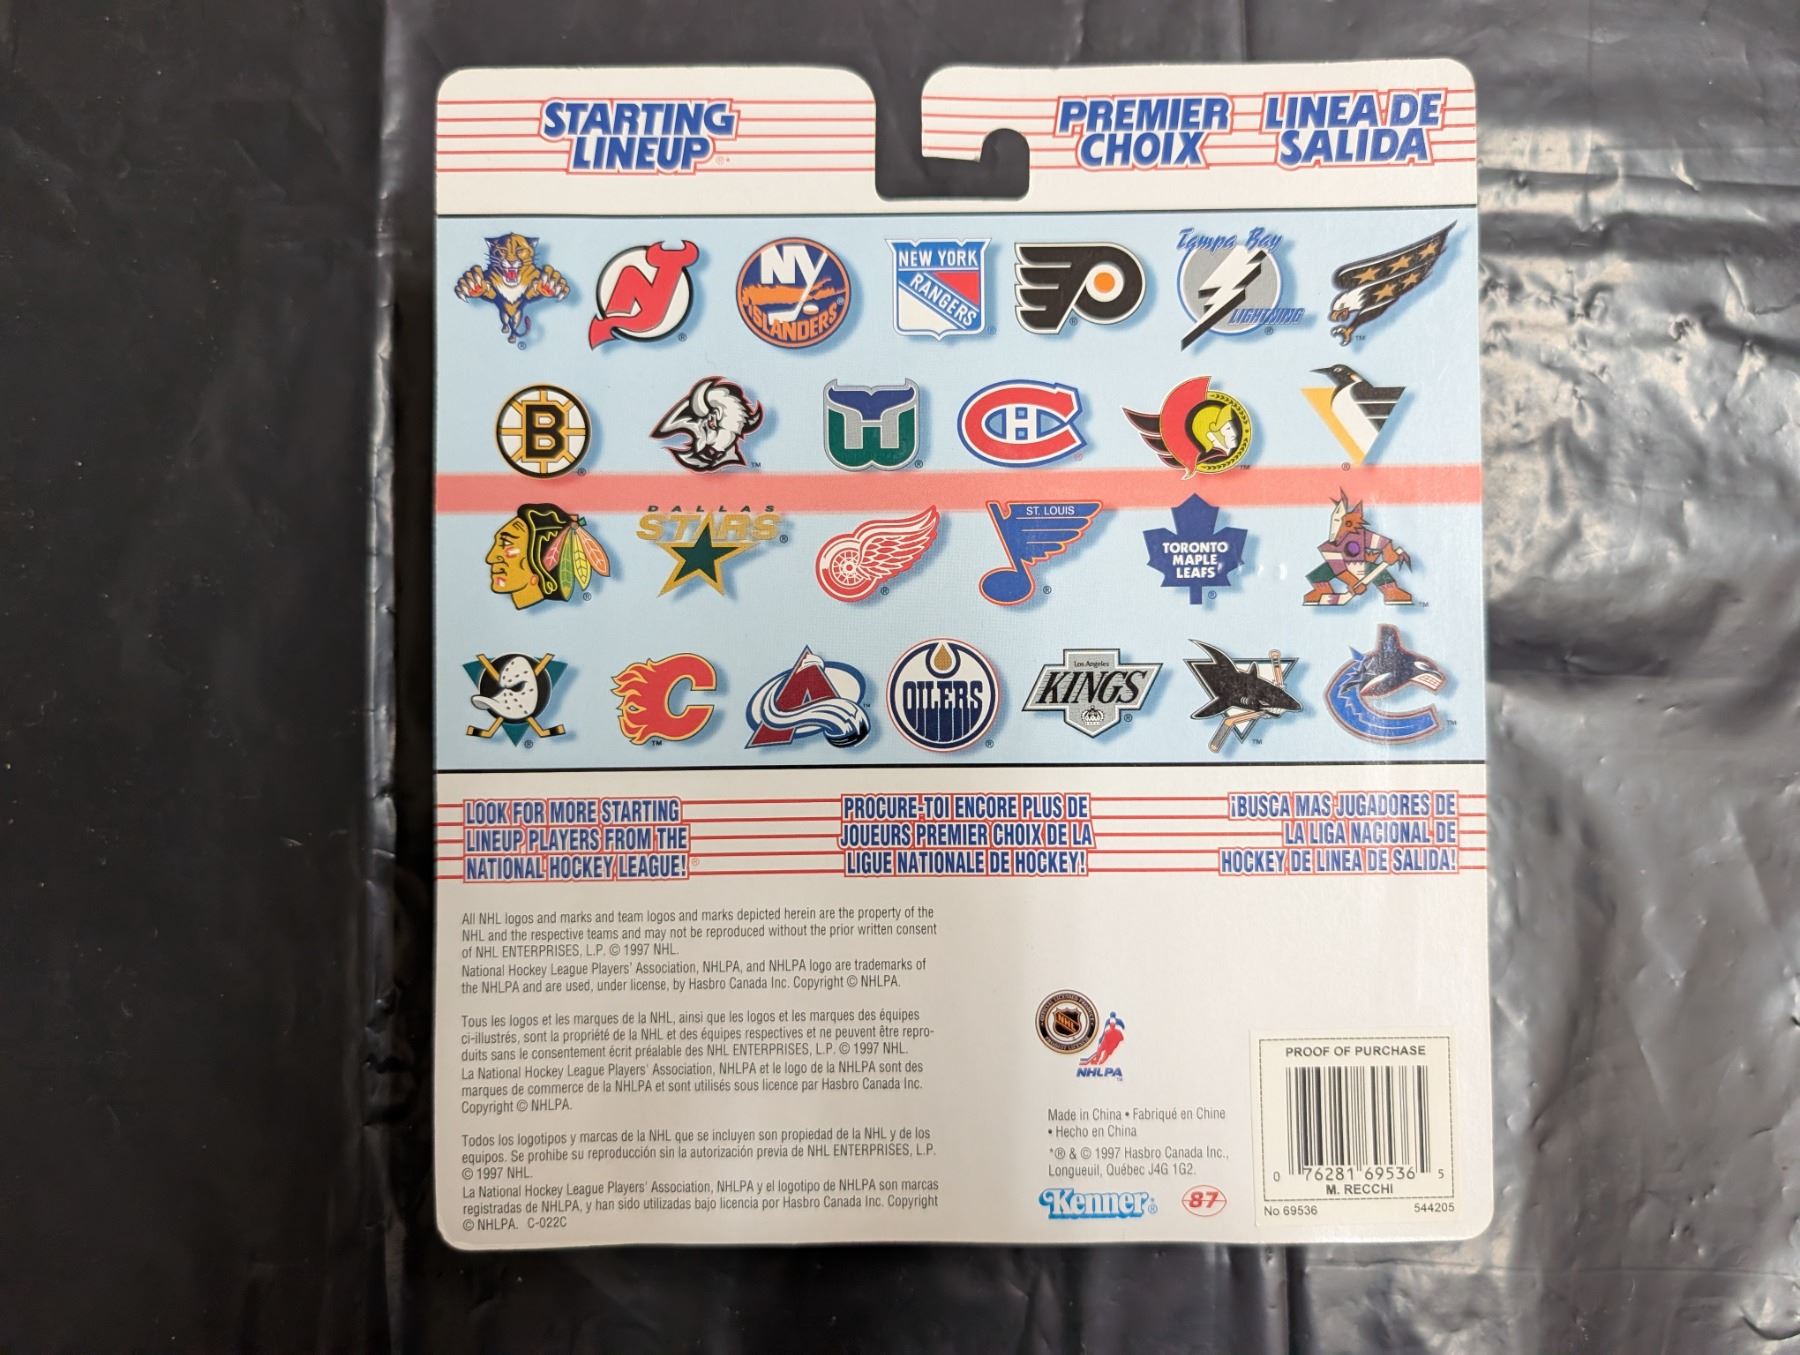 STARTING
LINEUP®*
PREMIER
CHOIX
LINEA DE
SALIDA
NY
ISLANDERS
NEW YORK
RANGERS
Tampa Bay
LIGHTNING
B
DALLAS
STARS
ST. LOUIS
TORONTO
MAPLE
LEAFS
OILERS
Los Angeles
KINGS
LOOK FOR MORE STARTING
LINEUP PLAYERS FROM THE
NATIONAL HOCKEY LEAGUE!®
PROCURE-TOI ENCORE PLUS DE
JOUEURS PREMIER CHOIX DE LA
LIGUE NATIONALE DE HOCKEY!
¡BUSCA MAS JUGADORES DE
LA LIGA NACIONAL DE
HOCKEY DE LINEA DE SALIDA!
All NHL logos and marks and team logos and marks depicted herein are the property of the
NHL and the respective teams and may not be reproduced without the prior written consent
of NHL ENTERPRISES, L.P. © 1997 NHL.
National Hockey League Players' Association, NHLPA, and NHLPA logo are trademarks of
the NHLPA and are used, under license, by Hasbro Canada Inc. Copyright © NHLPA.
Tous les logos et les marques de la NHL, ainsi que les logos et les marques des équipes
ci-illustrés, sont la propriété de la NHL et des équipes respectives et ne peuvent être repro-
duits sans le consentement écrit préalable des NHL ENTERPRISES, L.P. © 1997 NHL.
La National Hockey League Players' Association, NHLPA et le logo de la NHLPA sont des
marques de commerce de la NHLPA et sont utilisés sous licence par Hasbro Canada Inc.
Copyright © NHLPA.
Todos los logotipos y marcas de la NHL que se incluyen son propiedad de la NHL y de los
equipos. Se prohibe su reproducción sin la autorización previa de NHL ENTERPRISES, L.P.
© 1997 NHL.
La National Hockey League Players' Association, NHLPA y el logotipo de NHLPA son marcas
registradas de NHLPA, y han sido utilizadas bajo licencia por Hasbro Canada Inc. Copyright
© NHLPA. C-022C
NHL
NHLPA
Made in China • Fabriqué en Chine
• Hecho en China
*® & © 1997 Hasbro Canada Inc.,
Longueuil, Québec J4G 1G2.
Kenner®
87
PROOF OF PURCHASE
0 76281 69536 5
M. RECCHI
No 69536
544205